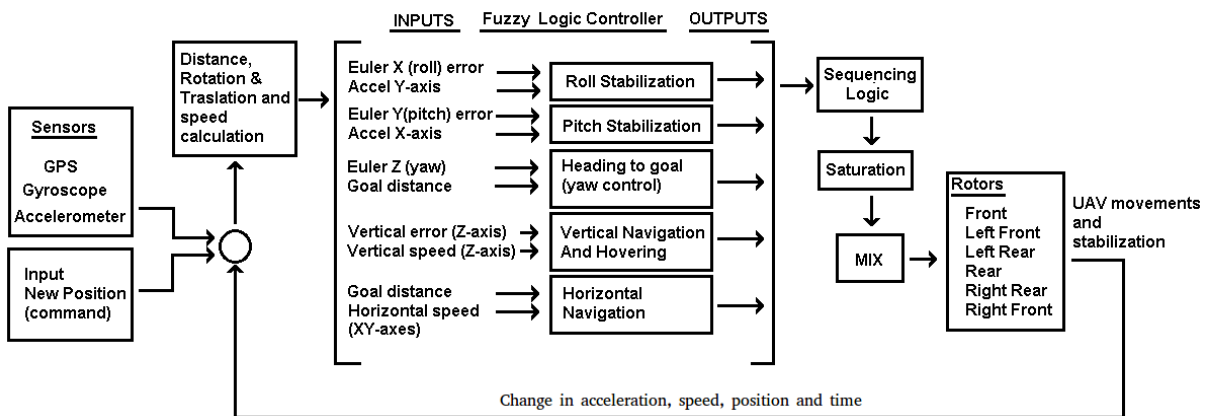 INPUTS Fuzzy Logic Controller OUTPUTS
Distance,
Rotation &
Traslation and
speed
calculation
Sensors
GPS
Gyroscope
Accelerometer
Input
New Position
(command)
Euler X (roll) error
Accel Y-axis
Roll Stabilization
Euler Y(pitch) error
Accel X-axis
Pitch Stabilization
Euler Z (yaw)
Goal distance
Heading to goal
(yaw control)
Vertical error (Z-axis)
Vertical speed (Z-axis)
Vertical Navigation
And Hovering
Goal distance
Horizontal speed
(XY-axes)
Horizontal
Navigation
Sequencing
Logic
Saturation
MIX
Rotors
Front
Left Front
Left Rear
Rear
Right Rear
Right Front
UAV movements
and
stabilization
Change in acceleration, speed, position and time